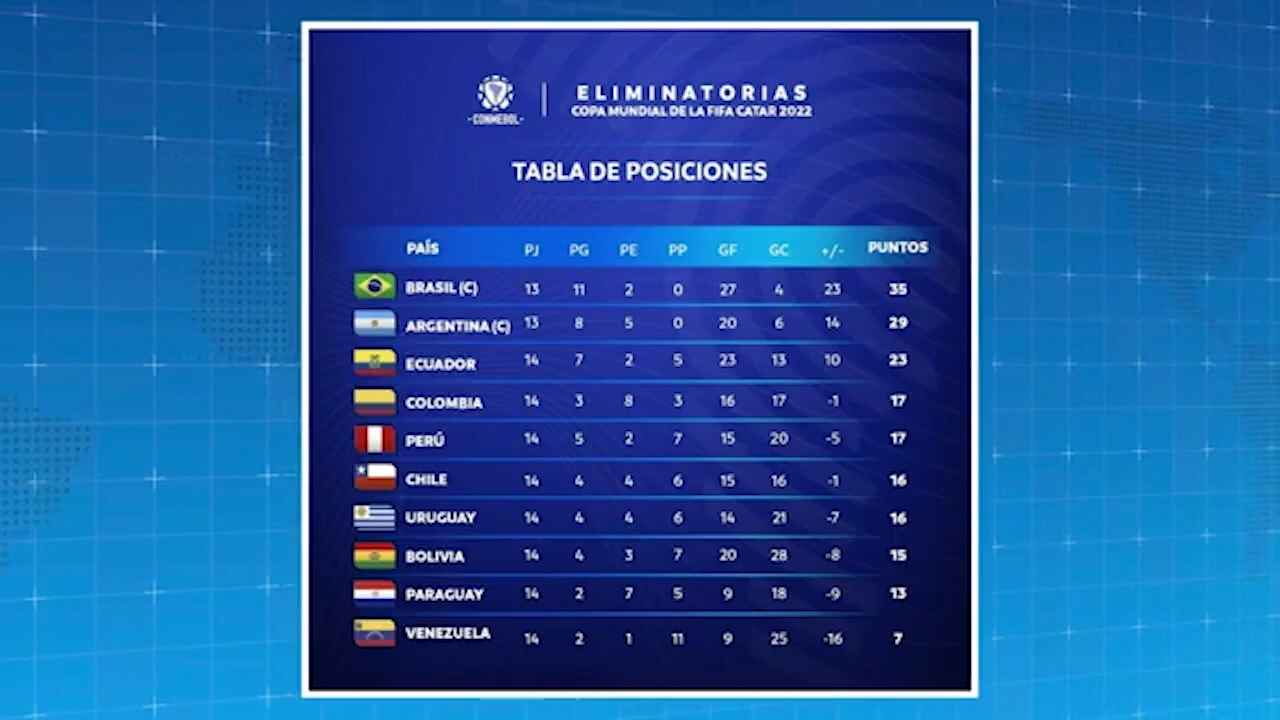 ELIMINATORIAS
-CONMEBOL-
COPA MUNDIAL DE LA FIFA CATAR 2022
TABLA DE POSICIONES
PAÍS PJ PG PE PP GF GC +/- PUNTOS
BRASIL (C) 13 11 2 0 27 4 23 35
ARGENTINA (C) 13 8 5 0 20 6 14 29
ECUADOR 14 7 2 5 23 13 10 23
COLOMBIA 14 3 8 3 16 17 -1 17
PERÚ 14 5 2 7 15 20 -5 17
CHILE 14 4 4 6 15 16 -1 16
URUGUAY 14 4 4 6 14 21 -7 16
BOLIVIA 14 4 3 7 20 28 -8 15
PARAGUAY 14 2 7 5 9 18 -9 13
VENEZUELA 14 2 1 11 9 25 -16 7